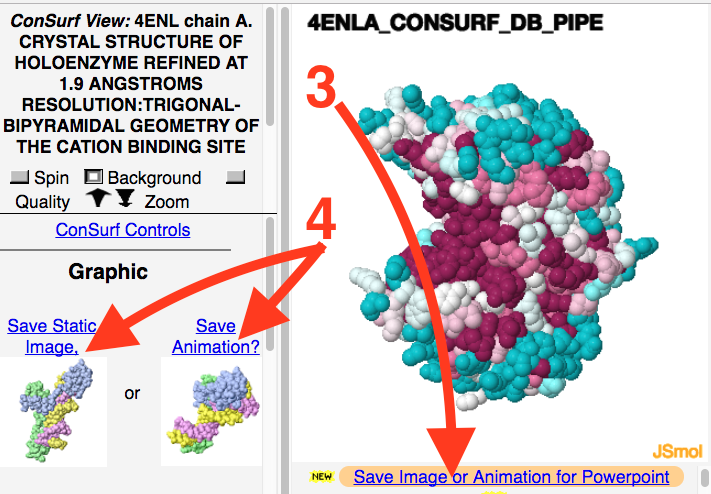 ConSurf View: 4ENL chain A.
CRYSTAL STRUCTURE OF
HOLOENZYME REFINED AT
1.9 ANGSTROMS
RESOLUTION:TRIGONAL-
BIPYRAMIDAL GEOMETRY OF
THE CATION BINDING SITE
Spin Background
Quality Zoom
ConSurf Controls
Graphic
Save Static
Image,
or
Save
Animation?
4ENLA_CONSURF_DB_PIPE
3
4
JSmol
NEW Save Image or Animation for Powerpoint